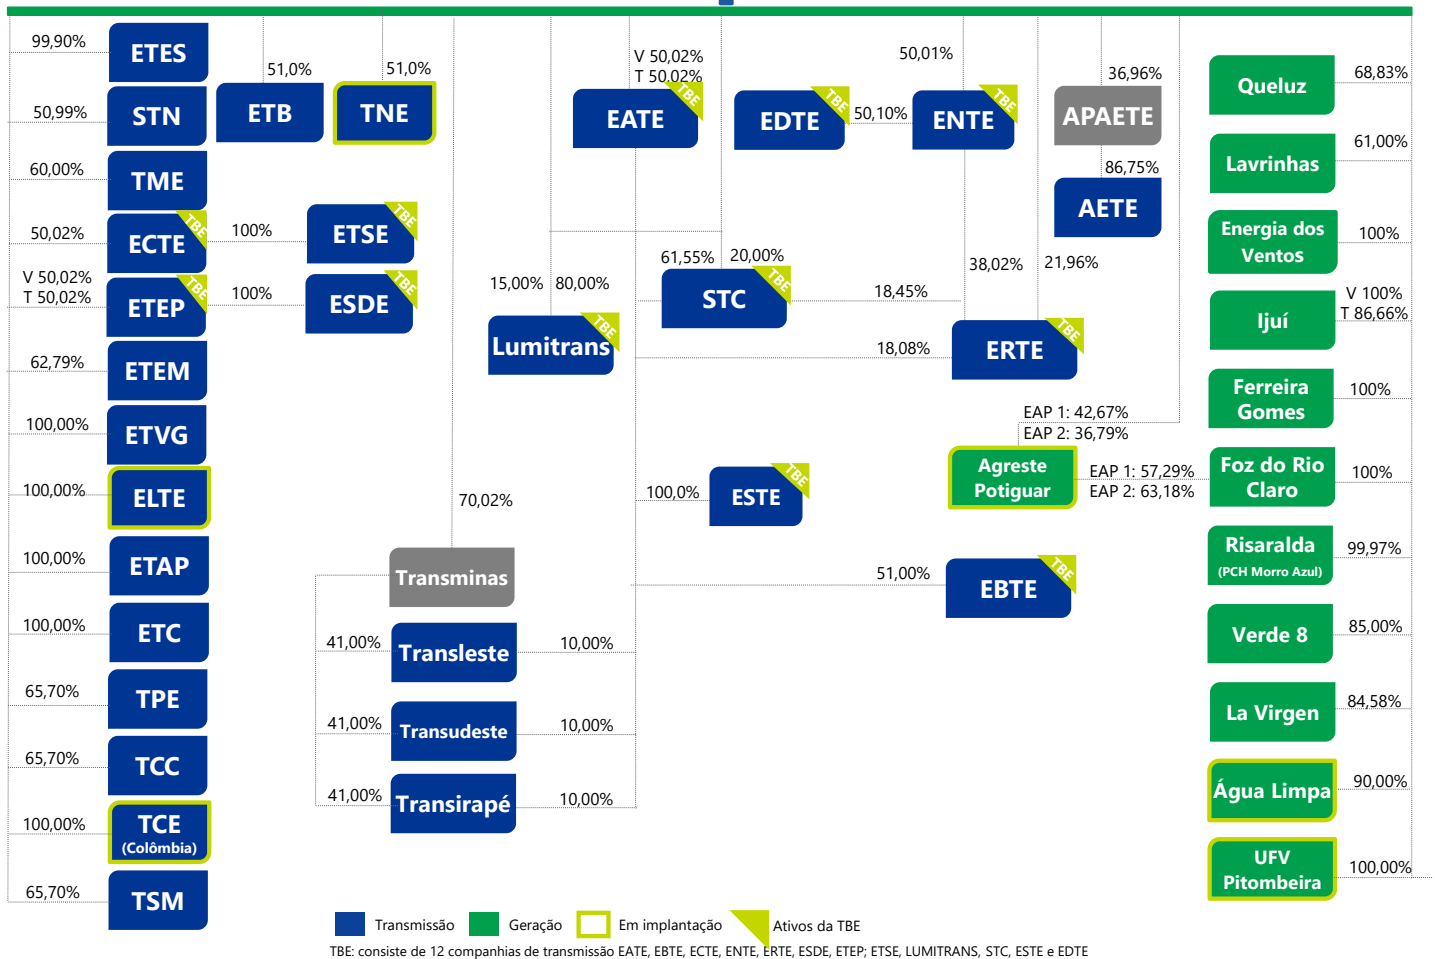 99,90%
ETES
50,99%
STN
60,00%
TME
50,02%
ECTE
TBE
100%
ETSE
TBE
V 50,02%
T 50,02%
ETEP
TBE
100%
ESDE
TBE
62,79%
ETEM
100,00%
ETVG
100,00%
ELTE
100,00%
ETAP
100,00%
ETC
65,70%
TPE
65,70%
TCC
100,00%
TCE
(Colômbia)
65,70%
TSM
51,0%
ETB
51,0%
TNE
V 50,02%
T 50,02%
EATE
TBE
EDTE
TBE
50,10%
50,01%
ENTE
TBE
36,96%
APAETE
86,75%
AETE
15,00%
80,00%
Lumitrans
TBE
61,55%
20,00%
STC
TBE
18,45%
38,02%
21,96%
18,08%
ERTE
TBE
EAP 1: 42,67%
EAP 2: 36,79%
Agreste
Potiguar
EAP 1: 57,29%
EAP 2: 63,18%
70,02%
100,0%
ESTE
TBE
Transminas
51,00%
EBTE
TBE
41,00%
Transleste
10,00%
41,00%
Transudeste
10,00%
41,00%
Transirapé
10,00%
Queluz
68,83%
Lavrinhas
61,00%
Energia dos
Ventos
100%
Ijuí
V 100%
T 86,66%
Ferreira
Gomes
100%
Foz do Rio
Claro
100%
Risaralda
(PCH Morro Azul)
99,97%
Verde 8
85,00%
La Virgen
84,58%
Água Limpa
90,00%
UFV
Pitombeira
100,00%
Transmissão
Geração
Em implantação
Ativos da TBE
TBE: consiste de 12 companhias de transmissão EATE, EBTE, ECTE, ENTE, ERTE, ESDE, ETEP; ETSE, LUMITRANS, STC, ESTE e EDTE